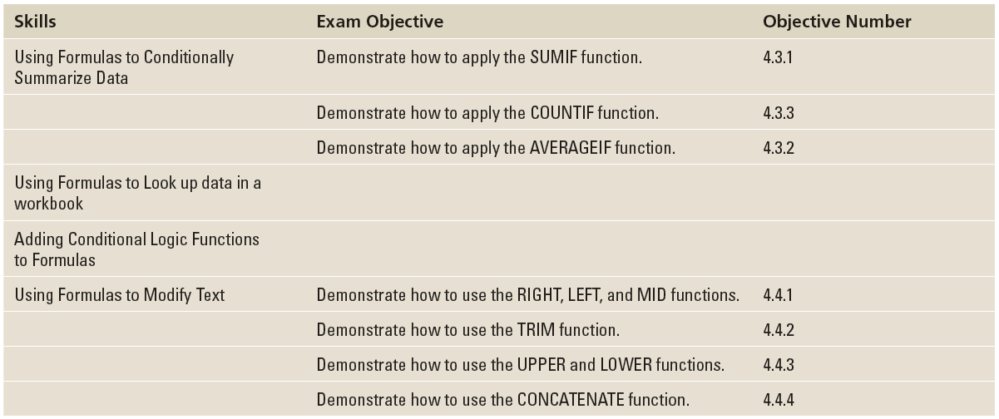 Skills Exam Objective Objective Number
Using Formulas to Conditionally Demonstrate how to apply the SUMIF function. 4.3.1
Summarize Data
Demonstrate how to apply the COUNTIF function. 4.3.3
Demonstrate how to apply the AVERAGEIF function. 4.3.2
Using Formulas to Look up data in a
workbook
Adding Conditional Logic Functions
to Formulas
Using Formulas to Modify Text Demonstrate how to use the RIGHT, LEFT, and MID functions. 4.4.1
Demonstrate how to use the TRIM function. 4.4.2
Demonstrate how to use the UPPER and LOWER functions. 4.4.3
Demonstrate how to use the CONCATENATE function. 4.4.4